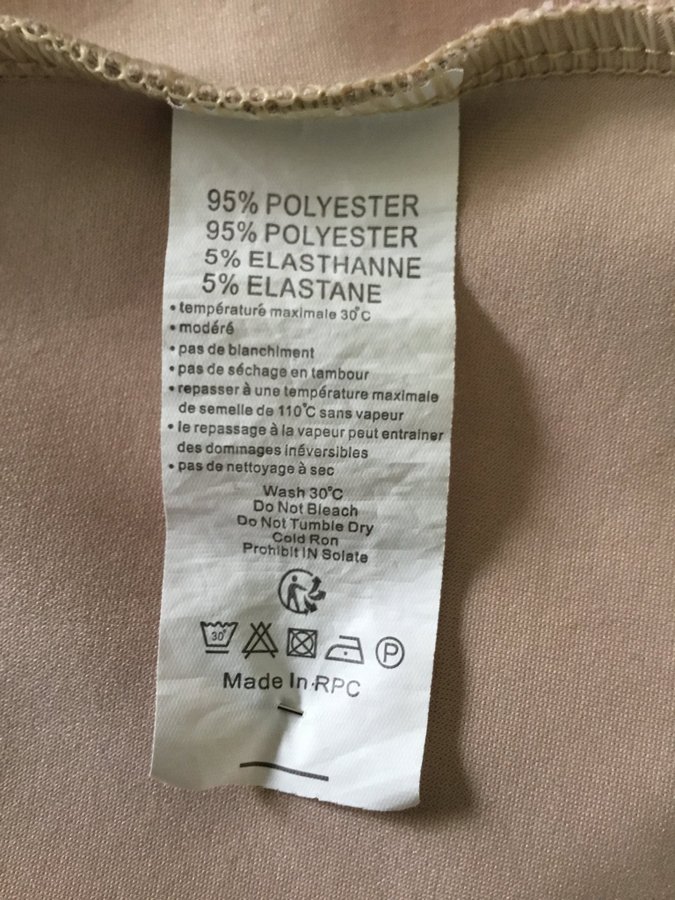 95% POLYESTER
95% POLYESTER
5% ELASTHANNE
5% ELASTANE
• température maximale 30°C
• modéré
• pas de blanchiment
• pas de séchage en tambour
• repasser à une température maximale
de semelle de 110°C sans vapeur
• le repassage à la vapeur peut entrainer
des dommages inéversibles
• pas de nettoyage à sec
Wash 30°C
Do Not Bleach
Do Not Tumble Dry
Cold Ron
Prohibit IN Solate
30°
P
Made In·RPC